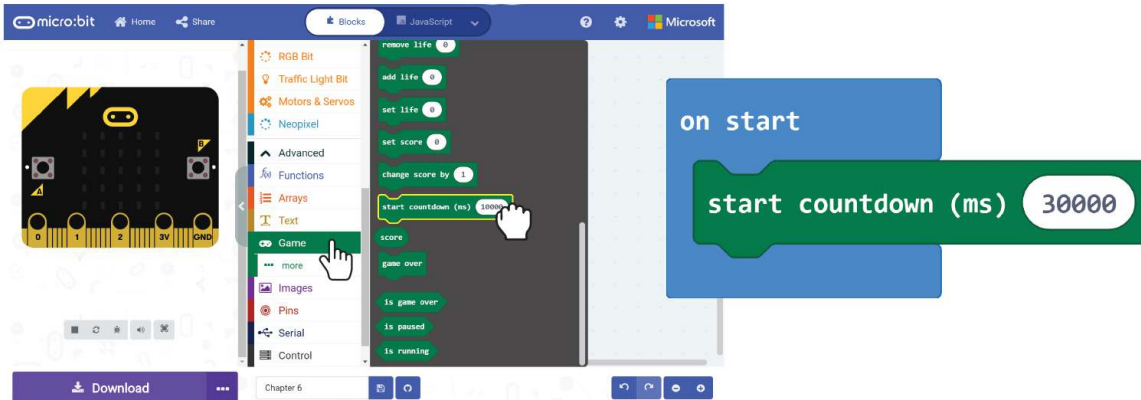 micro:bit Home Share Blocks JavaScript Microsoft
B
A
0 1 2 3V GND
Download
RGB Bit
Traffic Light Bit
Motors & Servos
Neopixel
Advanced
Functions
Arrays
Text
Game
more
Images
Pins
Serial
Control
remove life 0
add life 0
set life 0
set score 0
change score by 1
start countdown (ms) 10000
score
game over
is game over
is paused
is running
Chapter 6
on start
start countdown (ms) 30000